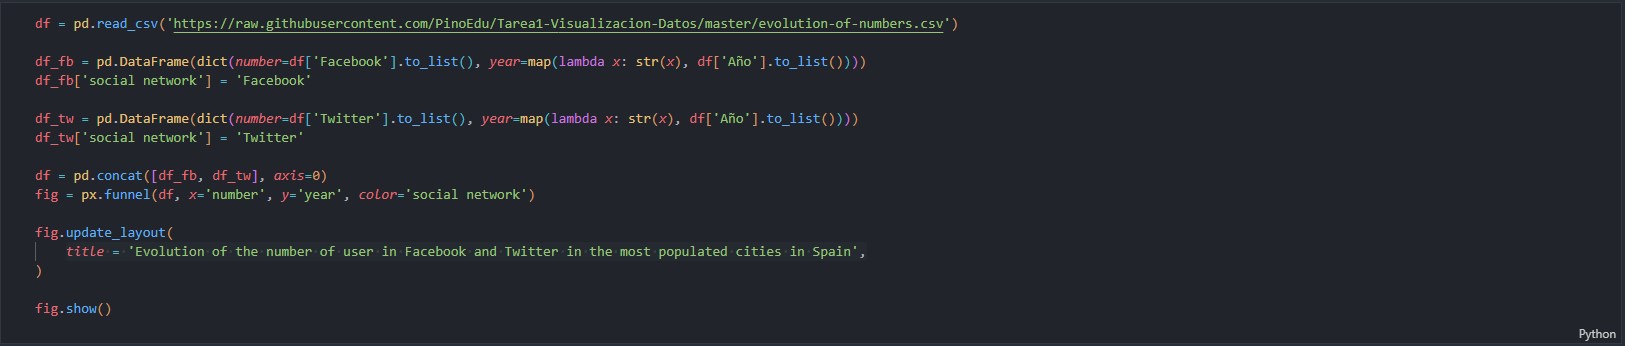 df = pd.read_csv('https://raw.githubusercontent.com/PinoEdu/Tarea1-Visualizacion-Datos/master/evolution-of-numbers.csv')
df_fb = pd.DataFrame(dict(number=df['Facebook'].to_list(), year=map(lambda x: str(x), df['Año'].to_list())))
df_fb['social network'] = 'Facebook'
df_tw = pd.DataFrame(dict(number=df['Twitter'].to_list(), year=map(lambda x: str(x), df['Año'].to_list())))
df_tw['social network'] = 'Twitter'
df = pd.concat([df_fb, df_tw], axis=0)
fig = px.funnel(df, x='number', y='year', color='social network')
fig.update_layout(
    title = 'Evolution of the number of user in Facebook and Twitter in the most populated cities in Spain',
)
fig.show()
Python